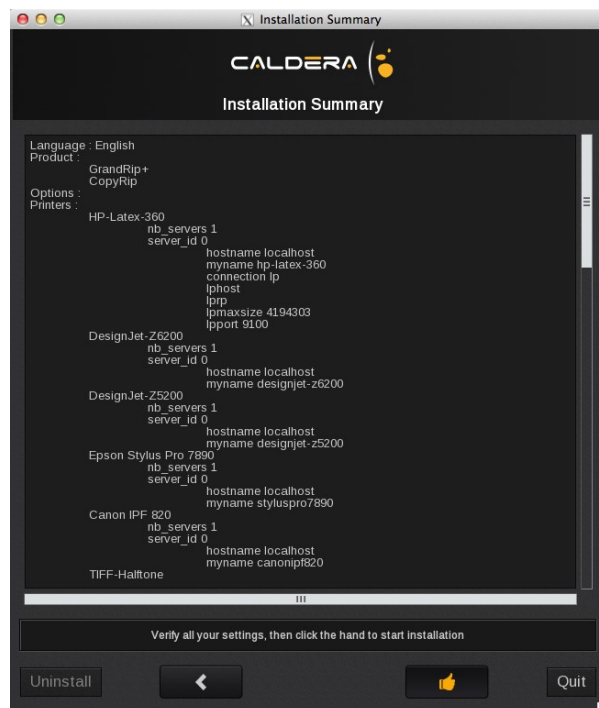 Installation Summary
CALDERA
Installation Summary
Language : English
Product :
GrandRip+
CopyRip
Options :
Printers :
HP-Latex-360
nb_servers 1
server_id 0
hostname localhost
myname hp-latex-360
connection lp
lphost
lprp
lpmaxsize 4194303
lpport 9100
DesignJet-Z6200
nb_servers 1
server_id 0
hostname localhost
myname designjet-z6200
DesignJet-Z5200
nb_servers 1
server_id 0
hostname localhost
myname designjet-z5200
Epson Stylus Pro 7890
nb_servers 1
server_id 0
hostname localhost
myname styluspro7890
Canon IPF 820
nb_servers 1
server_id 0
hostname localhost
myname canonipf820
TIFF-Halftone
Verify all your settings, then click the hand to start installation
Uninstall
Quit